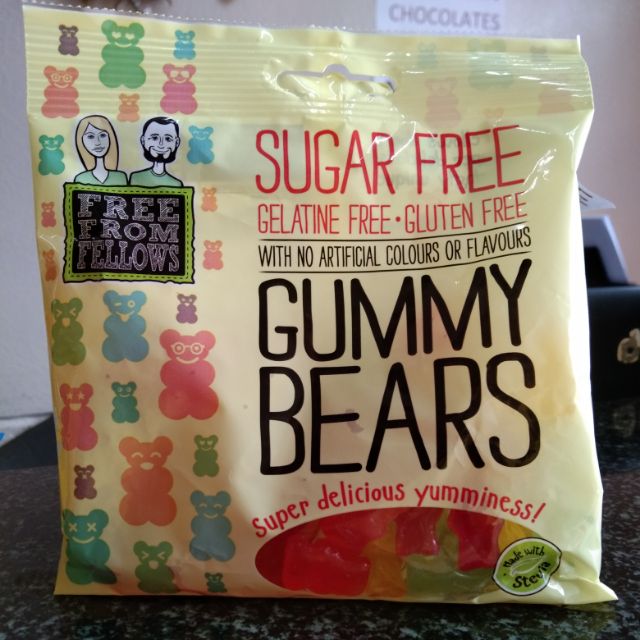 CHOCOLATES
FREE
FROM
FELLOWS
SUGAR FREE
GELATINE FREE • GLUTEN FREE
WITH NO ARTIFICIAL COLOURS OR FLAVOURS
GUMMY
BEARS
Super delicious yumminess!
made with
Stevia